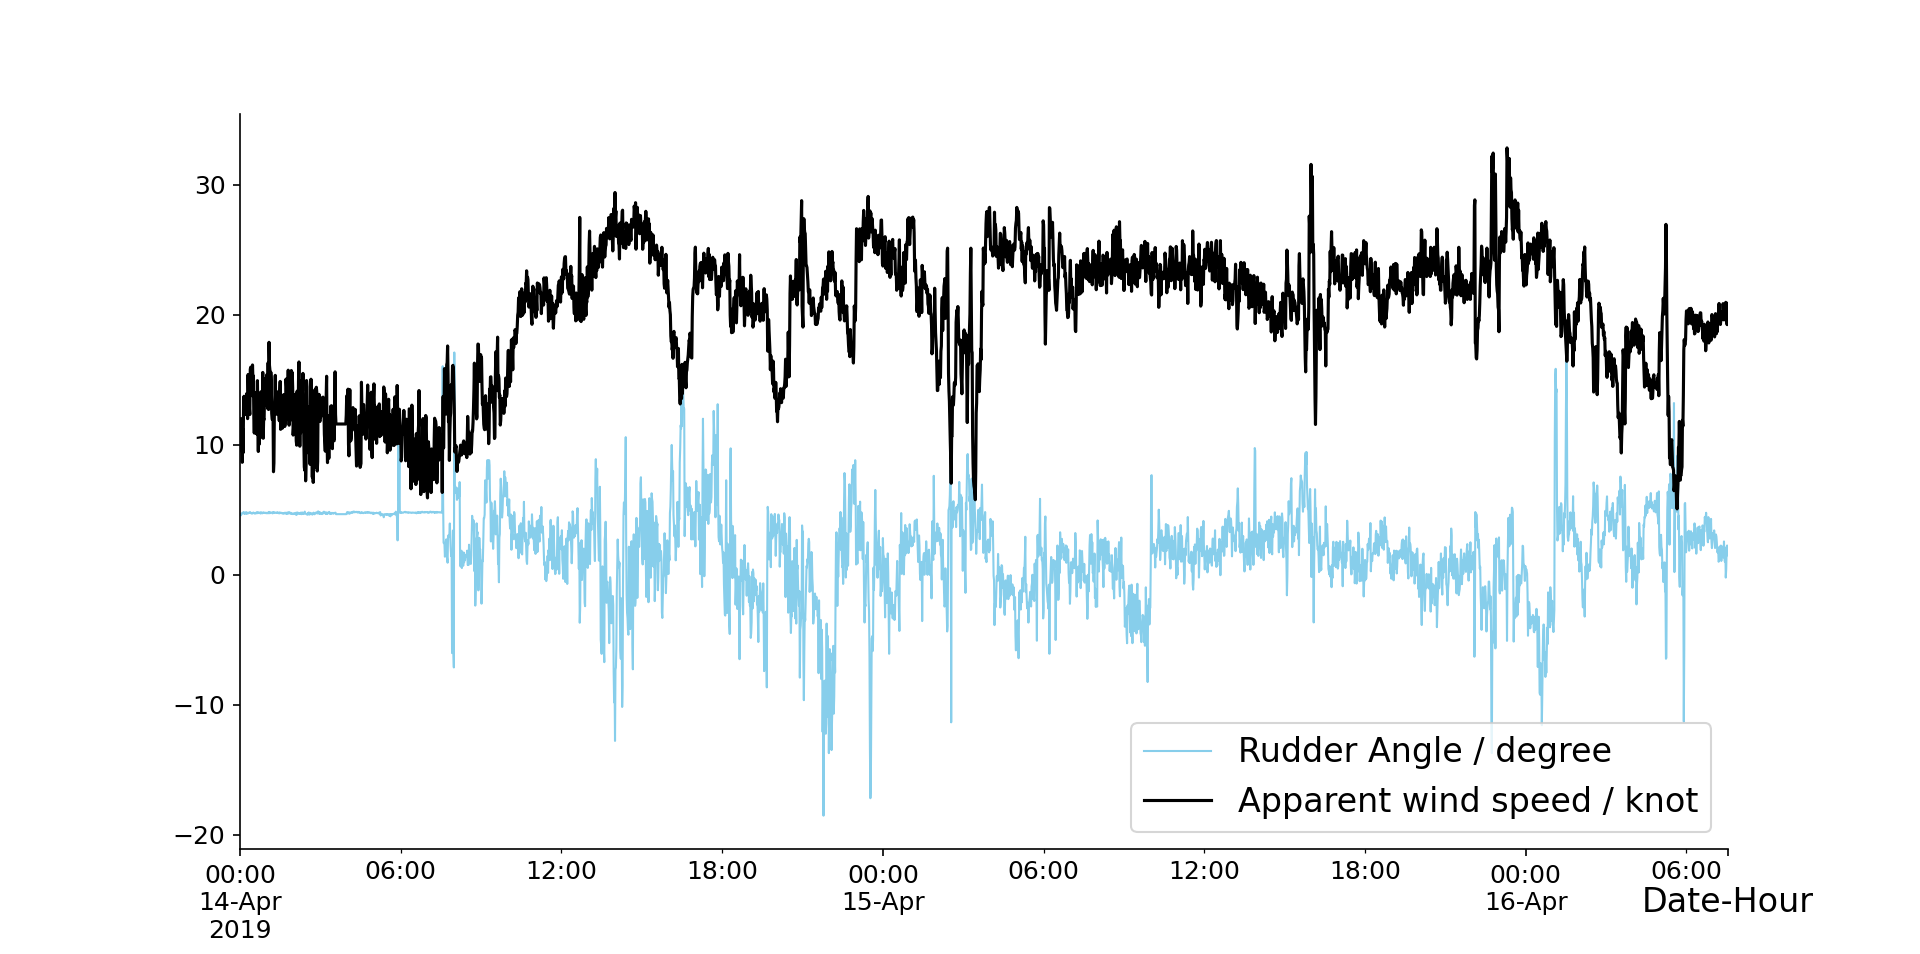 30
20
10
0
−10
−20
00:00 06:00 12:00 18:00 00:00 06:00 12:00 18:00 00:00 06:00
14-Apr 15-Apr 16-Apr
2019
Date-Hour
Rudder Angle / degree
Apparent wind speed / knot